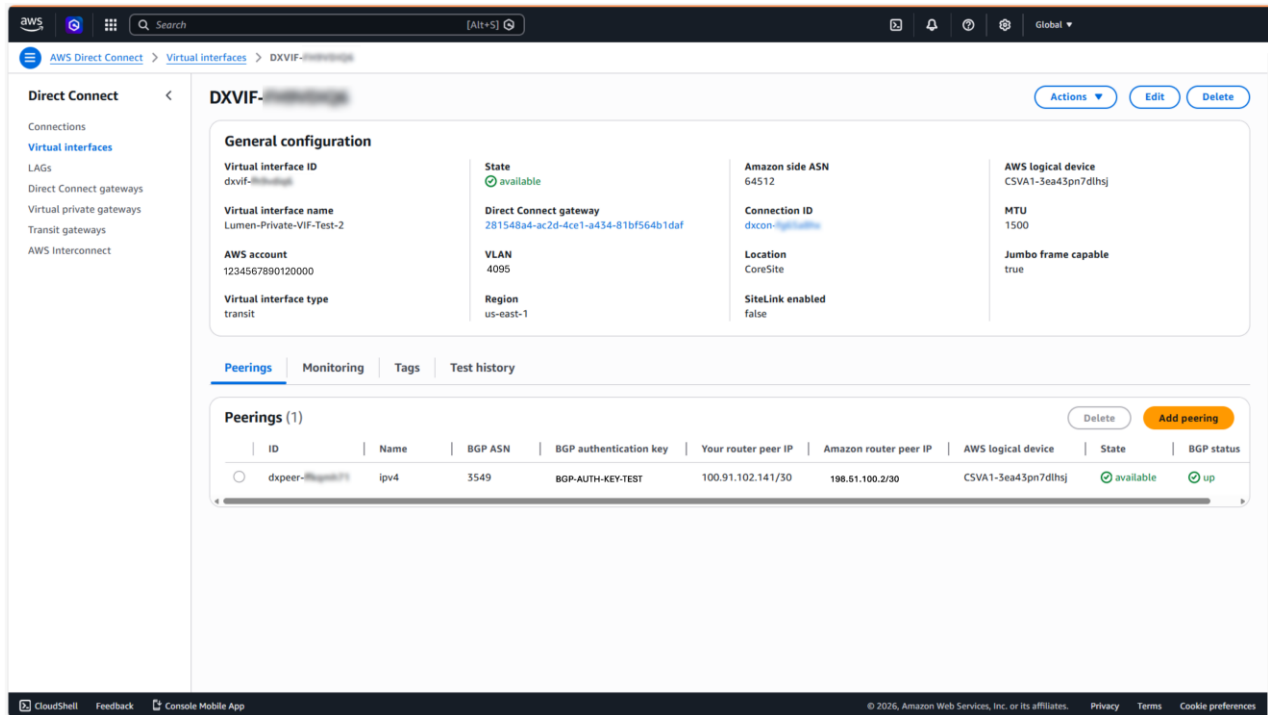 aws
Search [Alt+S]
Global
AWS Direct Connect > Virtual interfaces > DXVIF-
Direct Connect
Connections
Virtual interfaces
LAGs
Direct Connect gateways
Virtual private gateways
Transit gateways
AWS Interconnect
DXVIF-
Actions
Edit
Delete
General configuration
Virtual interface ID
dxvif-
Virtual interface name
Lumen-Private-VIF-Test-2
AWS account
1234567890120000
Virtual interface type
transit
State
available
Direct Connect gateway
281548a4-ac2d-4ce1-a434-81bf564b1daf
VLAN
4095
Region
us-east-1
Amazon side ASN
64512
Connection ID
dxcon-
Location
CoreSite
SiteLink enabled
false
AWS logical device
CSVA1-3ea43pn7dlhsj
MTU
1500
Jumbo frame capable
true
Peerings Monitoring Tags Test history
Peerings (1)
Delete
Add peering
ID Name BGP ASN BGP authentication key Your router peer IP Amazon router peer IP AWS logical device State BGP status
dxpeer- ipv4 3549 BGP-AUTH-KEY-TEST 100.91.102.141/30 198.51.100.2/30 CSVA1-3ea43pn7dlhsj available up
CloudShell Feedback Console Mobile App © 2026, Amazon Web Services, Inc. or its affiliates. Privacy Terms Cookie preferences